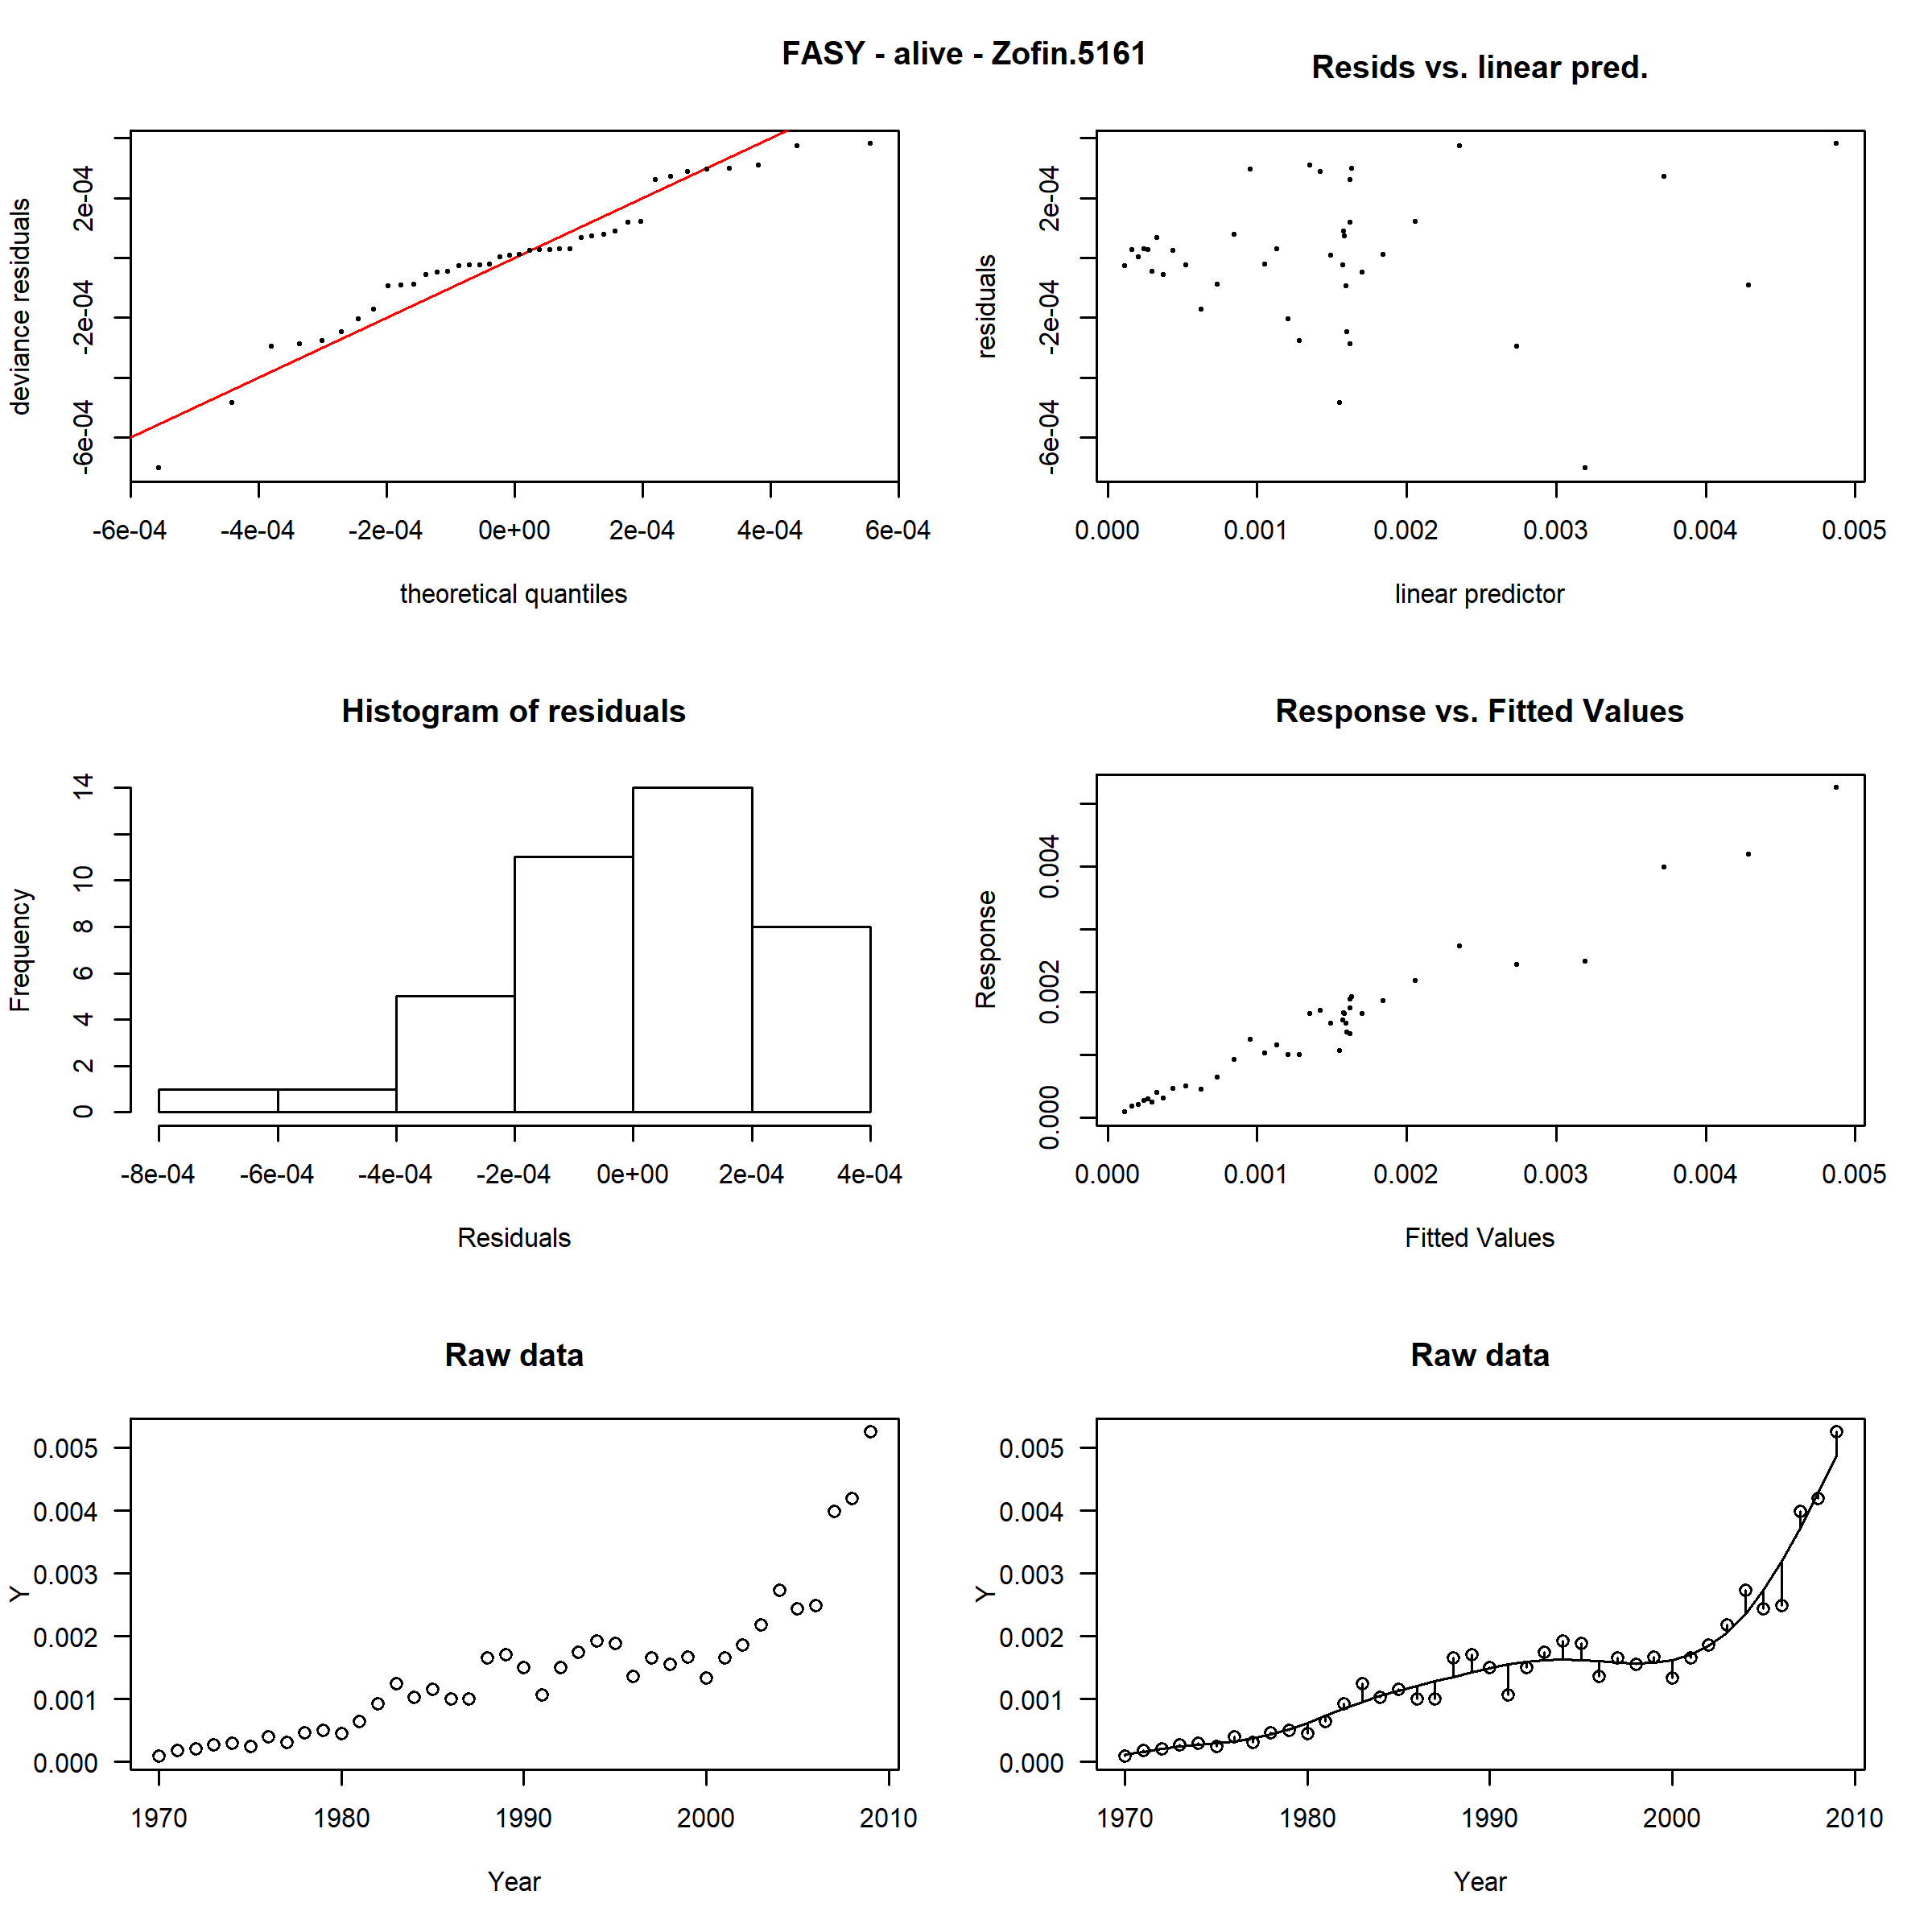 FASY - alive - Zofin.5161
Resids vs. linear pred.
deviance residuals
-6e-04 -2e-04 2e-04
-6e-04 -4e-04 -2e-04 0e+00 2e-04 4e-04 6e-04
theoretical quantiles
residuals
-6e-04 -2e-04 2e-04
0.000 0.001 0.002 0.003 0.004 0.005
linear predictor
Histogram of residuals
Frequency
0 2 4 6 8 10 14
-8e-04 -6e-04 -4e-04 -2e-04 0e+00 2e-04 4e-04
Residuals
Response vs. Fitted Values
Response
0.000 0.002 0.004
0.000 0.001 0.002 0.003 0.004 0.005
Fitted Values
Raw data
Y
0.005
0.004
0.003
0.002
0.001
0.000
1970 1980 1990 2000 2010
Year
Raw data
Y
0.005
0.004
0.003
0.002
0.001
0.000
1970 1980 1990 2000 2010
Year